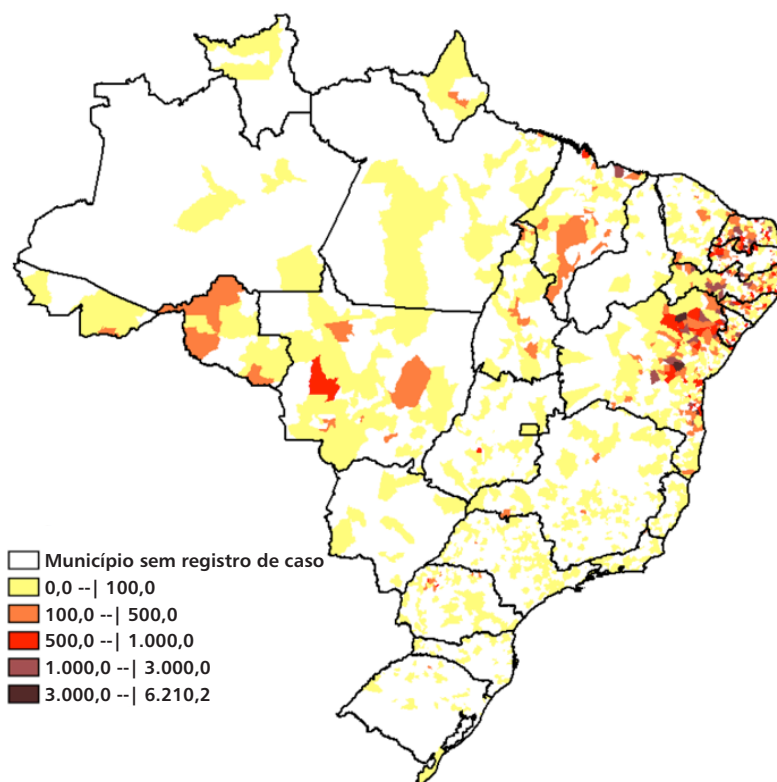 Município sem registro de caso
0,0 --| 100,0
100,0 --| 500,0
500,0 --| 1.000,0
1.000,0 --| 3.000,0
3.000,0 --| 6.210,2